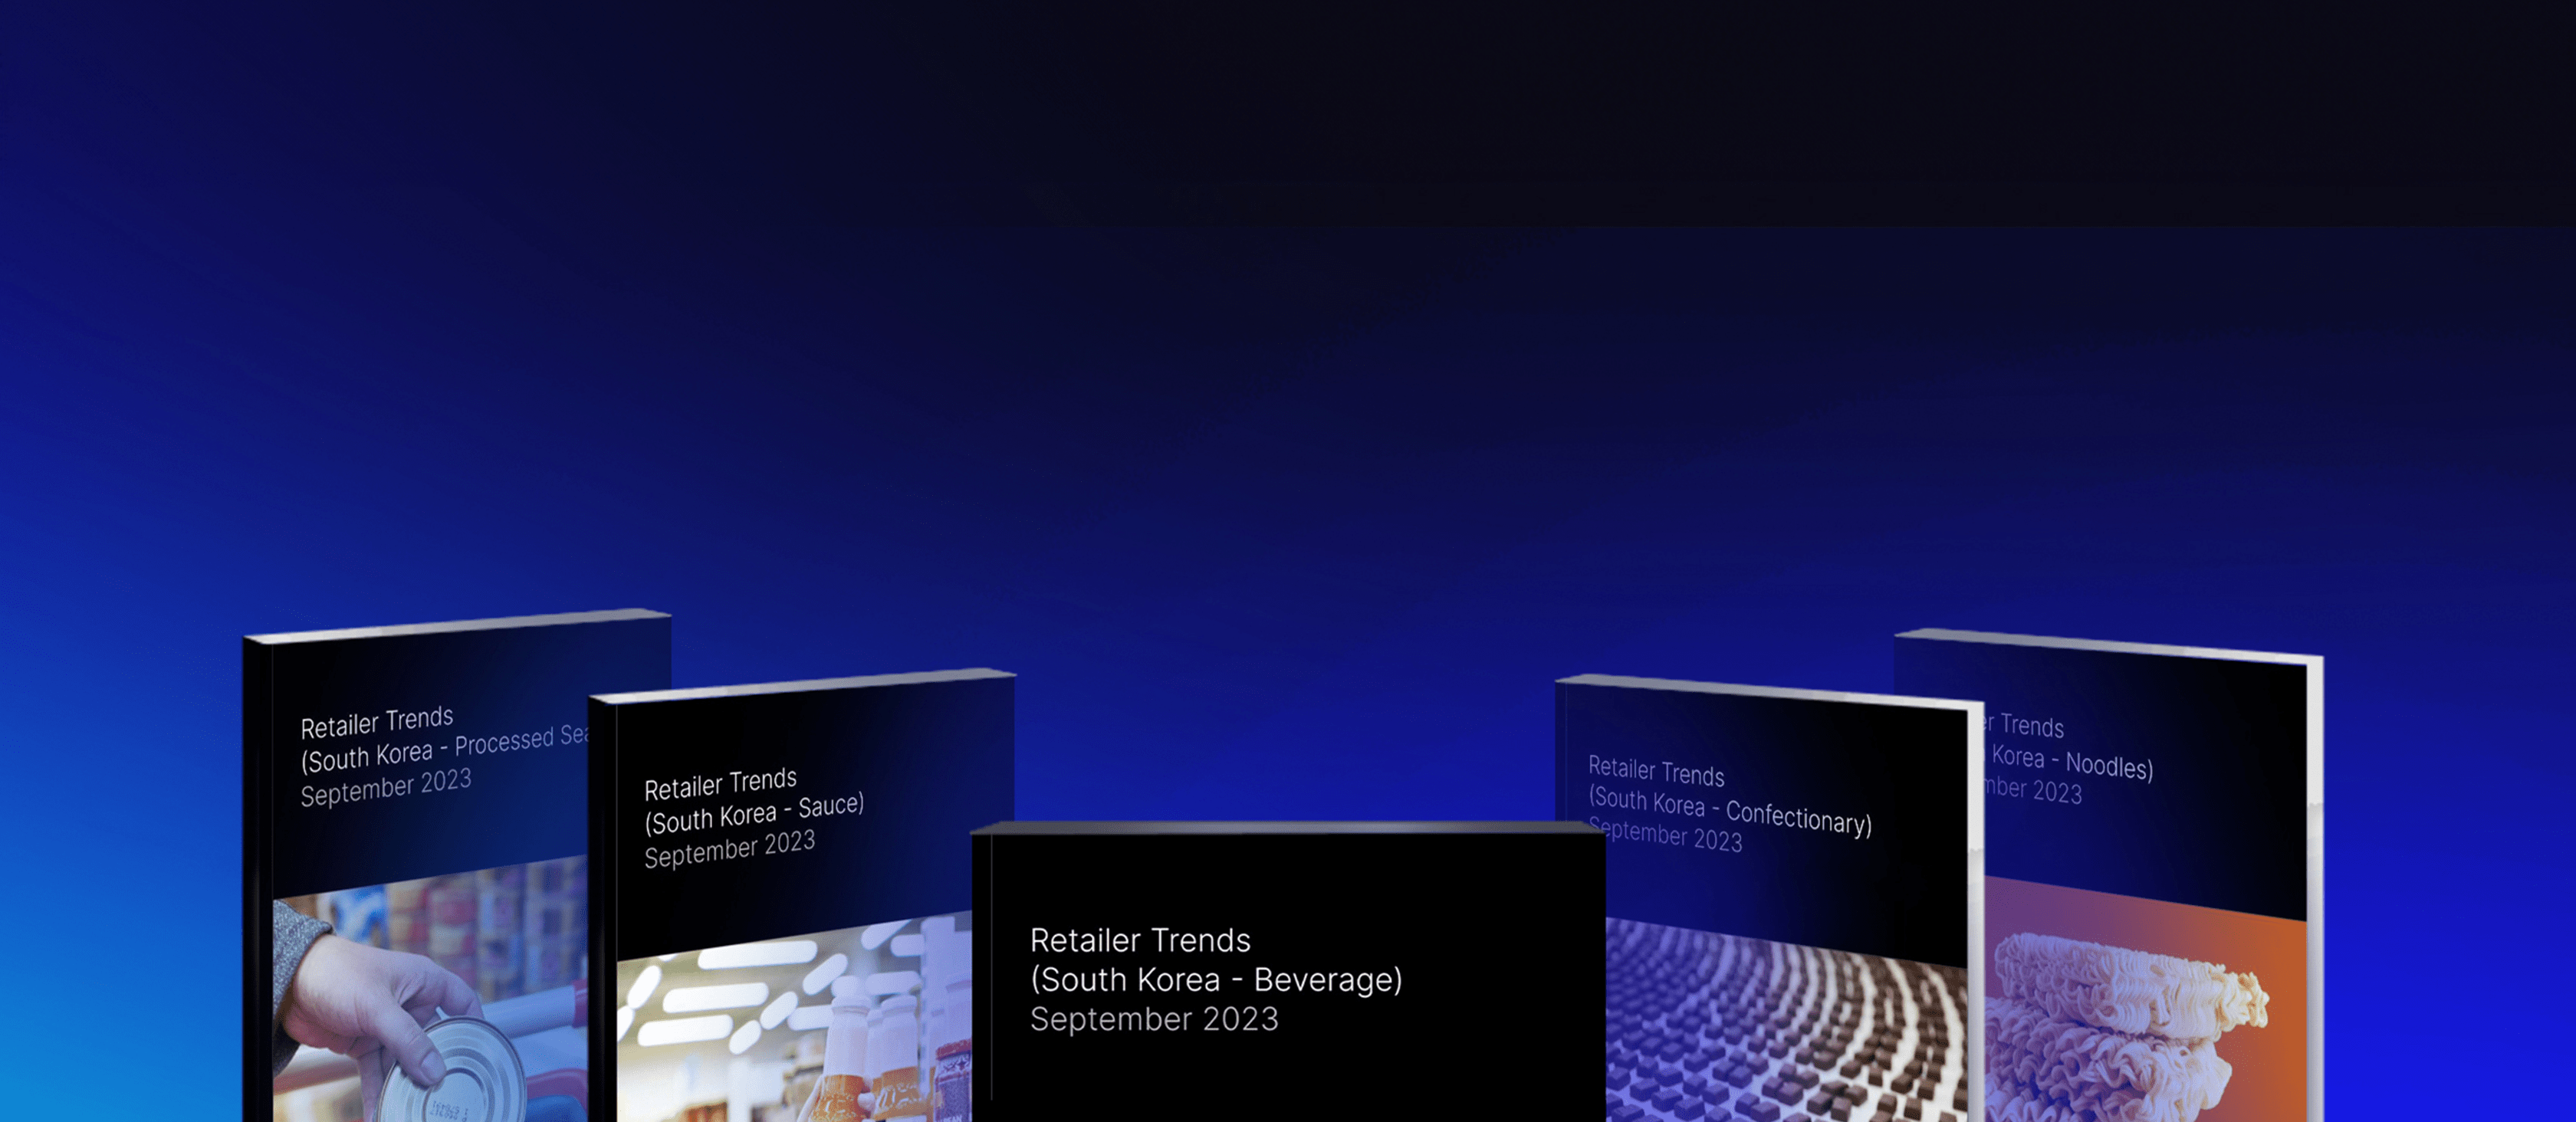 Retailer Trends
(South Korea - Processed Sea
September 2023
Retailer Trends
(South Korea - Sauce)
September 2023
Retailer Trends
(South Korea - Beverage)
September 2023
Retailer Trends
(South Korea - Confectionary)
September 2023
Trends
Korea - Noodles)
2023